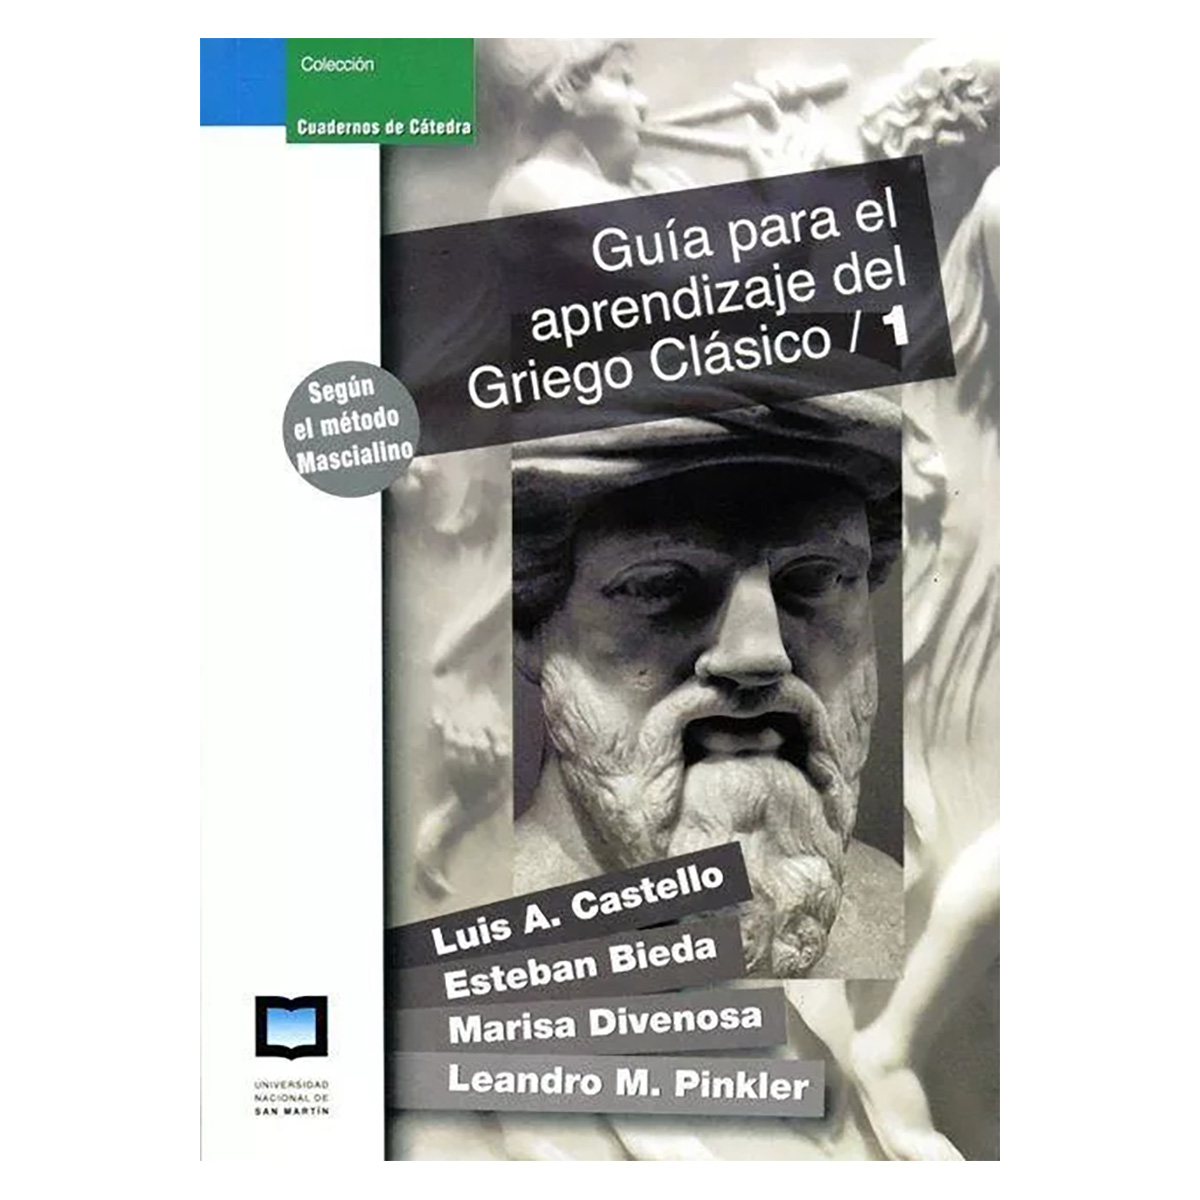 Colección
Cuadernos de Cátedra
Guía para el
aprendizaje del
Griego Clásico / 1
Según
el método
Mascialino
Luis A. Castello
Esteban Bieda
Marisa Divenosa
Leandro M. Pinkler
UNIVERSIDAD
NACIONAL DE
SAN MARTÍN